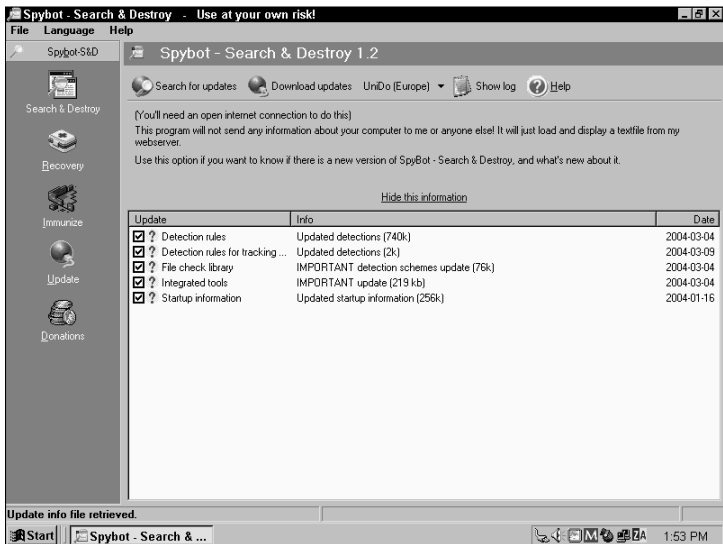 Spybot - Search & Destroy - Use at your own risk!
File Language Help
Spybot-S&D
Spybot - Search & Destroy 1.2
Search for updates Download updates UniDo (Europe) Show log Help
Search & Destroy
Recovery
Immunize
Update
Donations
(You'll need an open internet connection to do this)
This program will not send any information about your computer to me or anyone else! It will just load and display a textfile from my
webserver.
Use this option if you want to know if there is a new version of SpyBot - Search & Destroy, and what's new about it.
Hide this information
Update Info Date
? Detection rules Updated detections (740k) 2004-03-04
? Detection rules for tracking ... Updated detections (2k) 2004-03-09
? File check library IMPORTANT detection schemes update (76k) 2004-03-04
? Integrated tools IMPORTANT update (219 kb) 2004-03-04
? Startup information Updated startup information (256k) 2004-01-16
Update info file retrieved.
Start Spybot - Search & ... M ZA 1:53 PM